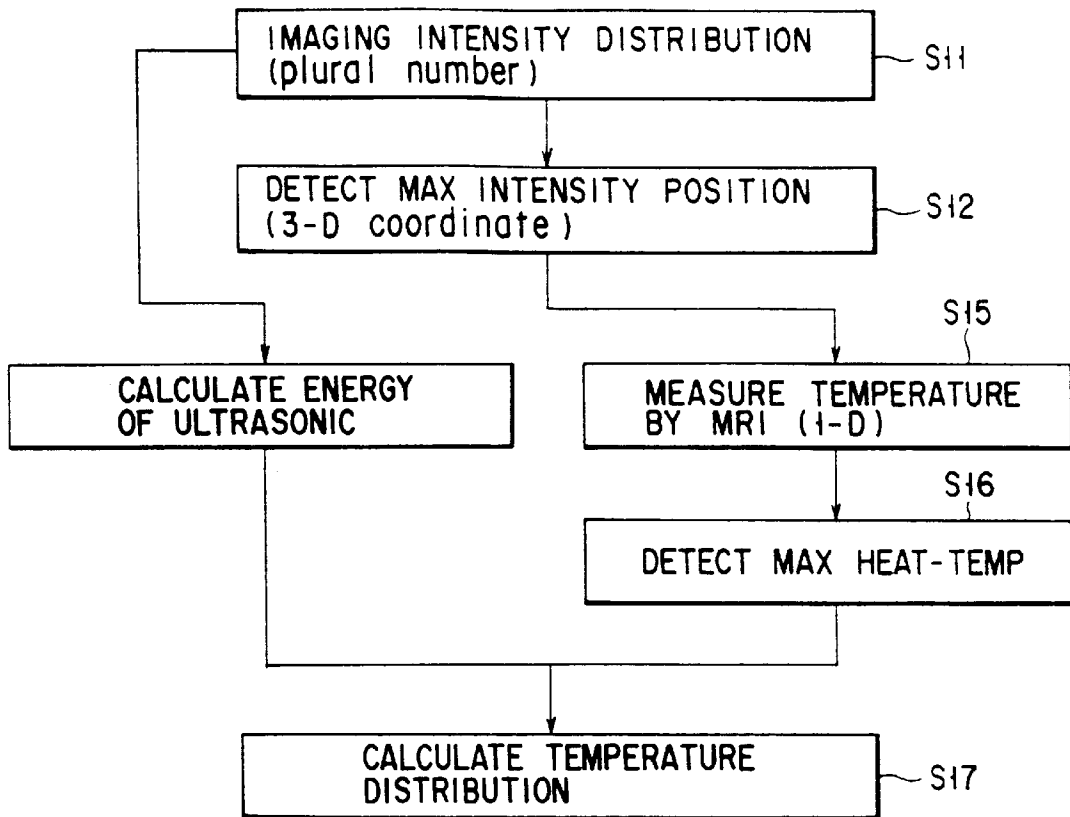 IMAGING INTENSITY DISTRIBUTION
(plural number)
S11
DETECT MAX INTENSITY POSITION
(3-D coordinate)
S12
S15
CALCULATE ENERGY
OF ULTRASONIC
MEASURE TEMPERATURE
BY MRI (1-D)
S16
DETECT MAX HEAT-TEMP
CALCULATE TEMPERATURE
DISTRIBUTION
S17